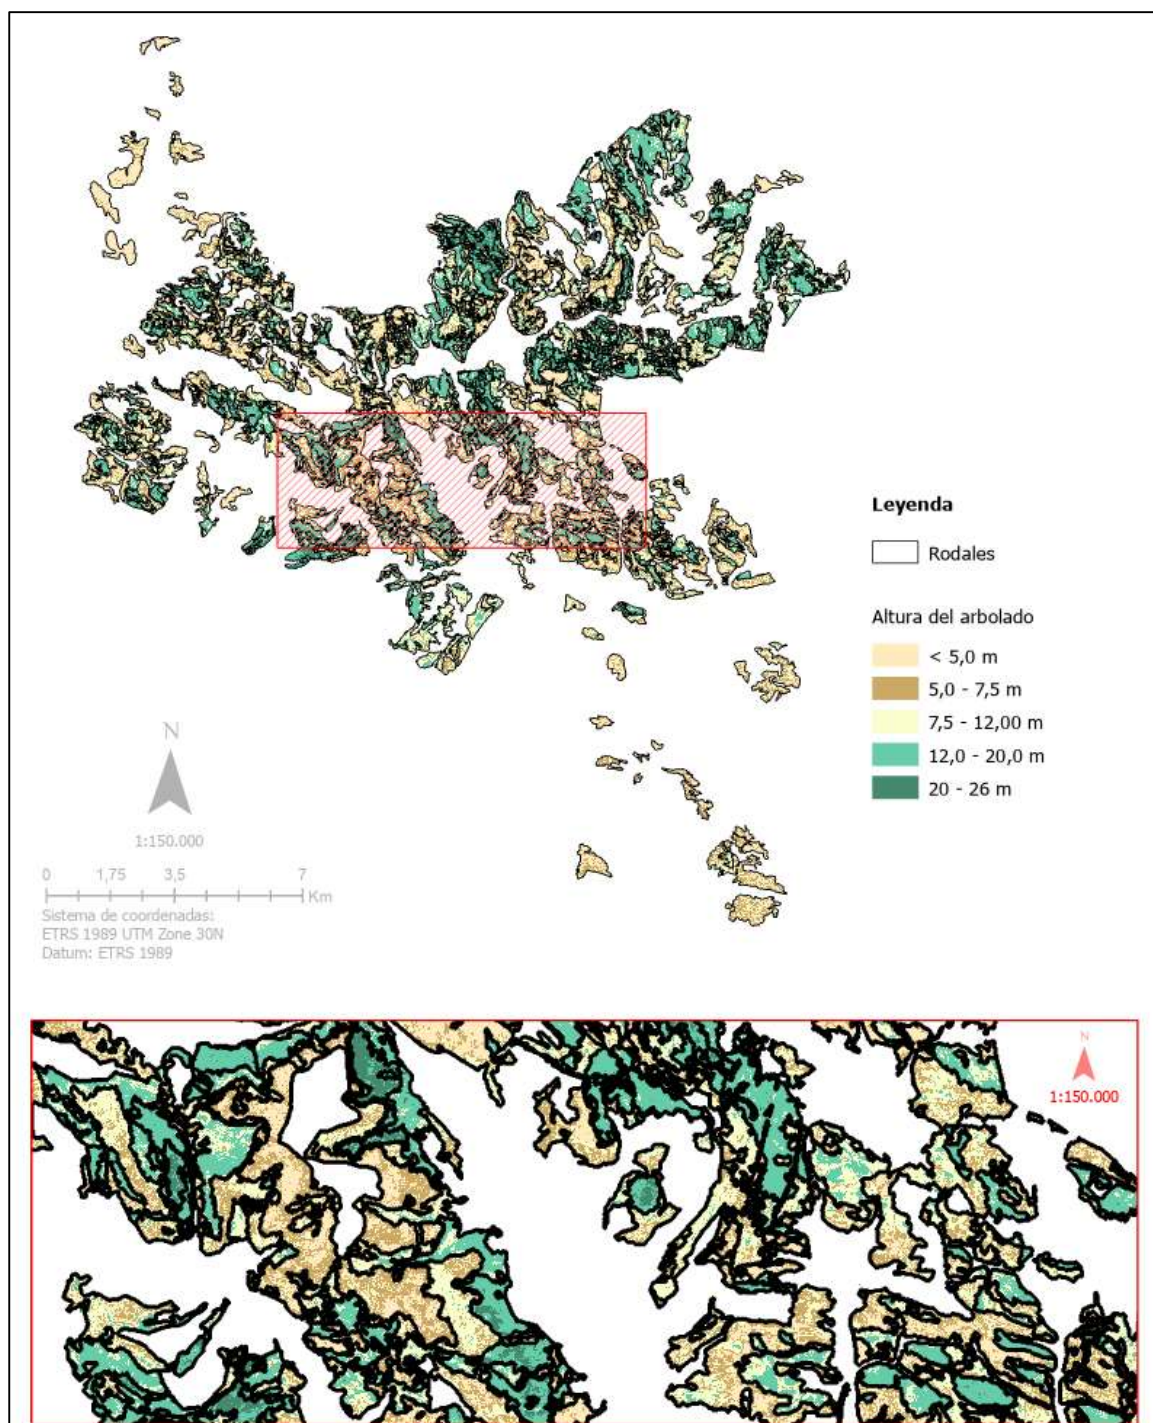 Leyenda
Rodales
Altura del arbolado
< 5,0 m
5,0 - 7,5 m
7,5 - 12,00 m
12,0 - 20,0 m
20 - 26 m
N
1:150.000
0 1,75 3,5 7
Km
Sistema de coordenadas:
ETRS 1989 UTM Zone 30N
Datum: ETRS 1989
N
1:150.000